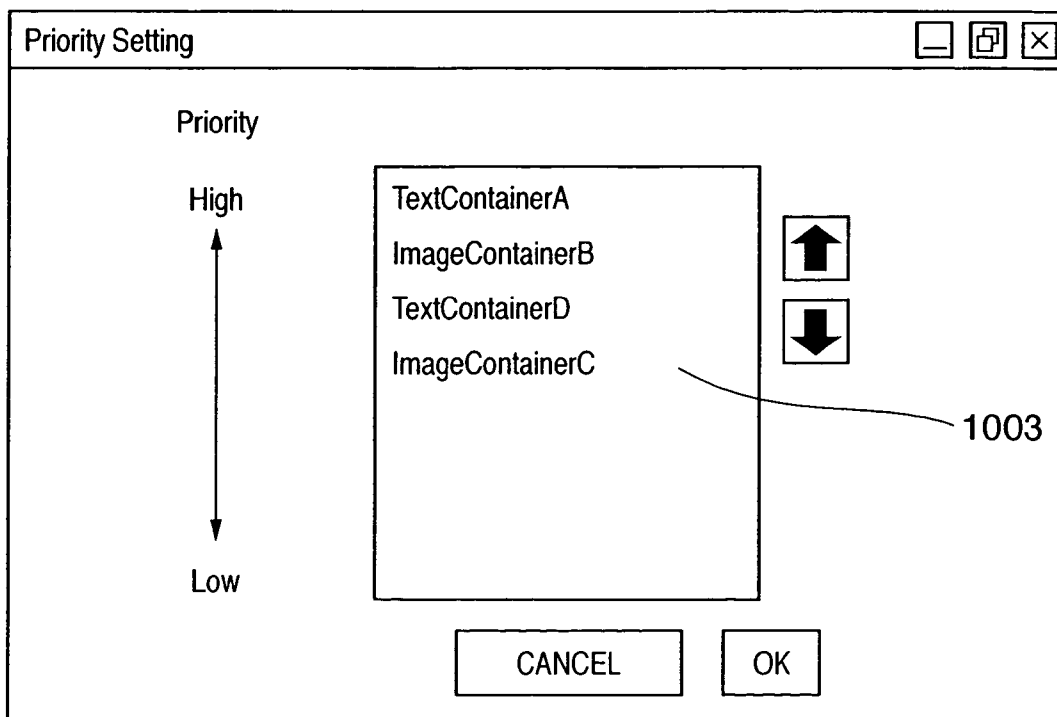 Priority Setting
Priority
High
TextContainerA
ImageContainerB
TextContainerD
ImageContainerC
1003
Low
CANCEL
OK